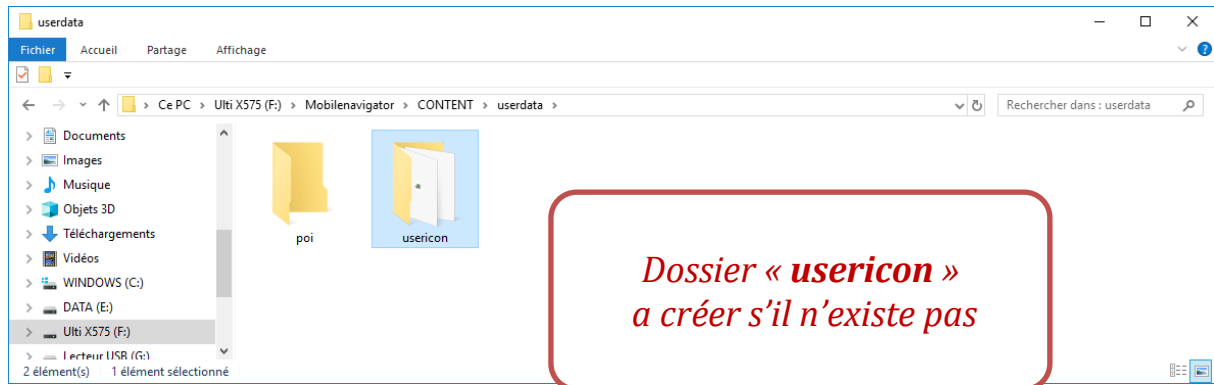 userdata
Fichier Accueil Partage Affichage
Ce PC > Ulti X575 (F:) > Mobilenavigator > CONTENT > userdata >
Rechercher dans : userdata
Documents
Images
Musique
Objets 3D
Téléchargements
Vidéos
WINDOWS (C:)
DATA (E:)
Ulti X575 (F:)
Lecteur USB (G:)
poi
usericon
Dossier « usericon »
a créer s’il n’existe pas
2 élément(s) 1 élément sélectionné